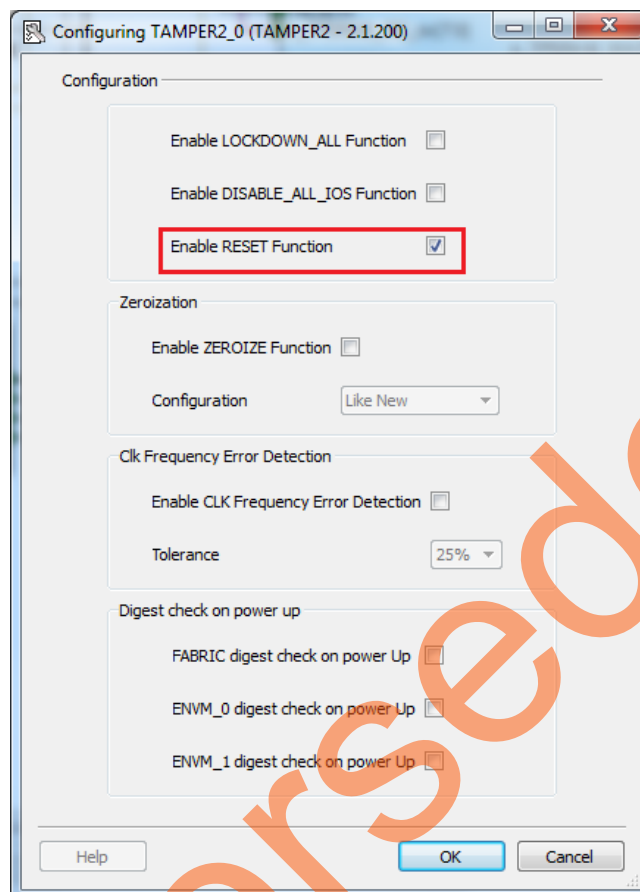 Configuring TAMPER2_0 (TAMPER2 - 2.1.200)
Configuration
Enable LOCKDOWN_ALL Function
Enable DISABLE_ALL_IOS Function
Enable RESET Function
Zeroization
Enable ZEROIZE Function
Configuration Like New
Clk Frequency Error Detection
Enable CLK Frequency Error Detection
Tolerance 25%
Digest check on power up
FABRIC digest check on power Up
ENVM_0 digest check on power Up
ENVM_1 digest check on power Up
Help OK Cancel